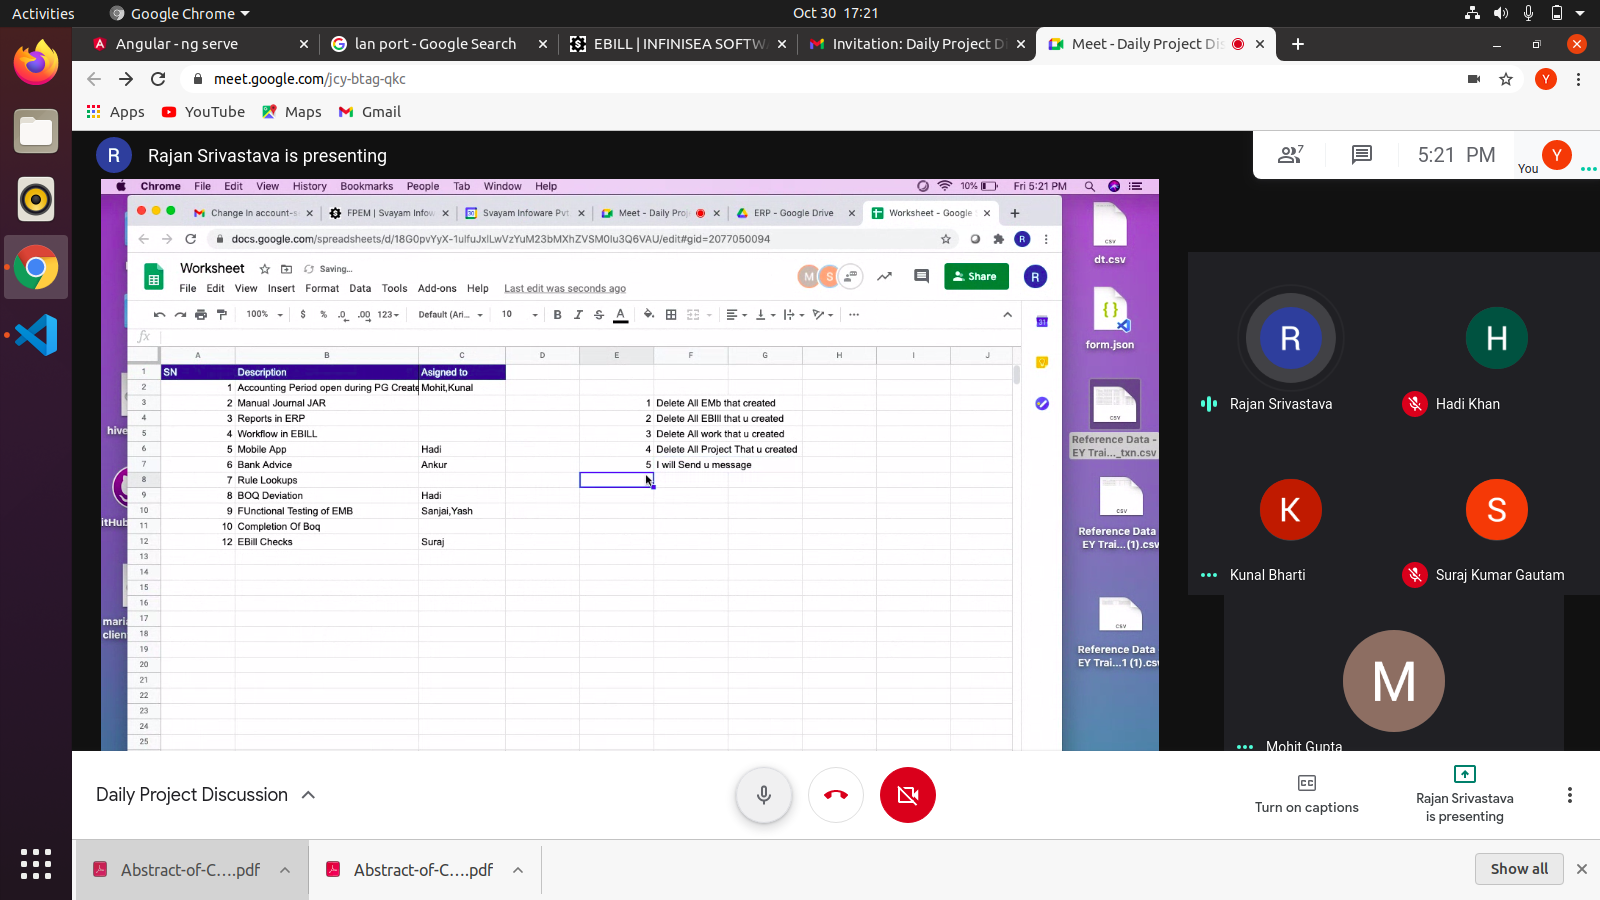 Activities
Google Chrome
Oct 30 17:21
Angular - ng serve
lan port - Google Search
EBILL | INFINISEA SOFTW
Invitation: Daily Project D
Meet - Daily Project Dis
meet.google.com/jcy-btag-qkc
Y
Apps
YouTube
Maps
Gmail
R
Rajan Srivastava is presenting
7
5:21 PM
You
Y
Chrome File Edit View History Bookmarks People Tab Window Help
10%
Fri 5:21 PM
Change in account-s
FPEM | Svayam Infow
Svayam Infoware Pvt
Meet - Daily Proj
ERP - Google Drive
Worksheet - Google
R
Worksheet
Saving...
M S
Share
R
File Edit View Insert Format Data Tools Add-ons Help
Last edit was seconds ago
100%
$ % .0 .00 123
Default (Ari...
10
B I S A
fx
A B C D E F G H I J
1 SN Description Asigned to
2 1 Accounting Period open during PG Create Mohit,Kunal
3 2 Manual Journal JAR 1 Delete All EMb that created
4 3 Reports in ERP 2 Delete All EBIll that u created
5 4 Workflow in EBILL 3 Delete All work that u created
6 5 Mobile App Hadi 4 Delete All Project That u created
7 6 Bank Advice Ankur 5 I will Send u message
8 7 Rule Lookups
9 8 BOQ Deviation Hadi
10 9 FUnctional Testing of EMB Sanjai,Yash
11 10 Completion Of Boq
12 12 EBill Checks Suraj
13
14
15
16
17
18
19
20
21
22
23
24
25
hive
itHub
mari
clien
CSV
dt.csv
{ }
form.json
CSV
Reference Data -
EY Trai..._txn.csv
CSV
Reference Data
EY Trai...(1).csv
CSV
Reference Data
EY Trai...1 (1).csv
R
Rajan Srivastava
H
Hadi Khan
K
Kunal Bharti
S
Suraj Kumar Gautam
M
Mohit Gupta
Daily Project Discussion
CC
Turn on captions
Rajan Srivastava
is presenting
Abstract-of-C....pdf
Abstract-of-C....pdf
Show all